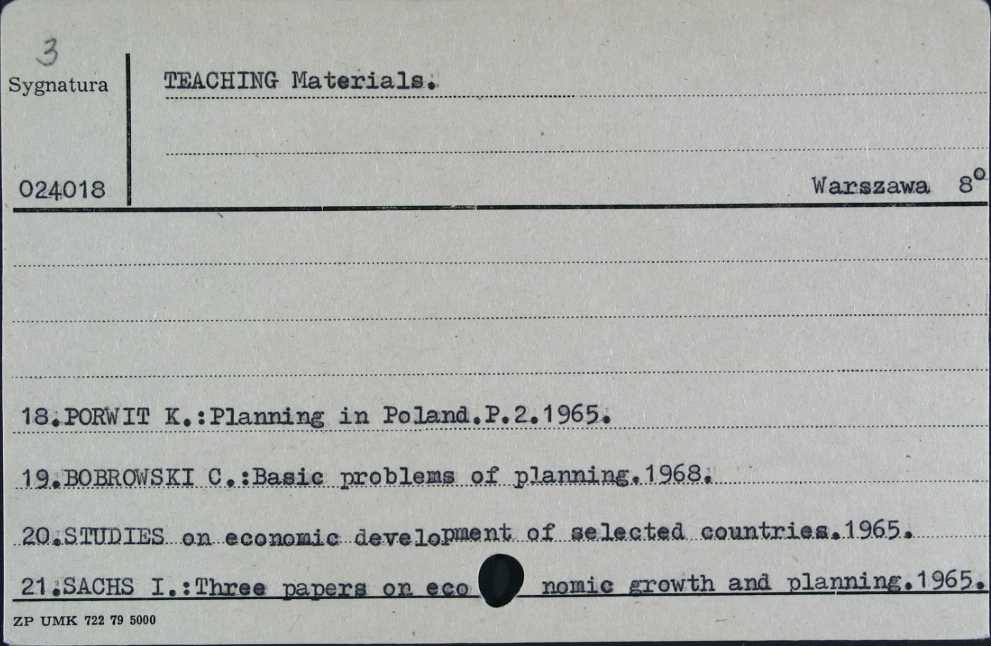 3
Sygnatura
TEACHING Materials.
024018
Warszawa 8º
18.PORWIT K.:Planning in Poland.P.2.1965.
19.BOBROWSKI C.:Basic problems of planning.1968.
20.STUDIES on economic development of selected countries.1965.
21.SACHS I.:Three papers on eco nomic growth and planning.1965.
ZP UMK 722 79 5000